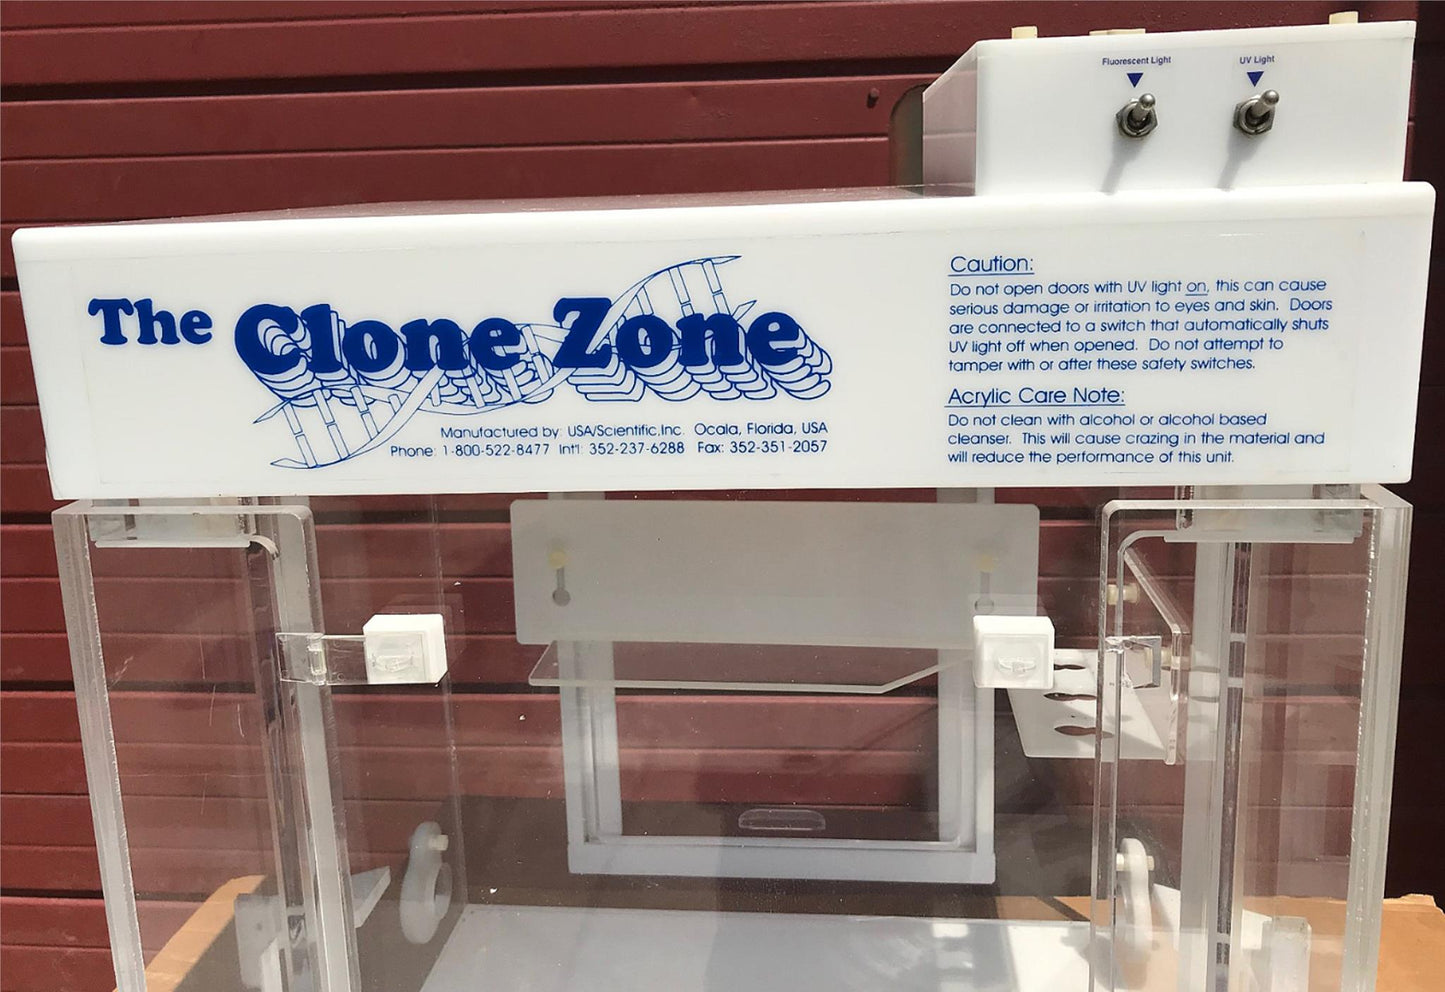 Fluorescent Light
UV Light
The Clone Zone
Manufactured by: USA/Scientific,Inc. Ocala, Florida, USA
Phone: 1-800-522-8477 Int'l: 352-237-6288 Fax: 352-351-2057
Caution:
Do not open doors with UV light on, this can cause
serious damage or irritation to eyes and skin. Doors
are connected to a switch that automatically shuts
UV light off when opened. Do not attempt to
tamper with or after these safety switches.
Acrylic Care Note:
Do not clean with alcohol or alcohol based
cleanser. This will cause crazing in the material and
will reduce the performance of this unit.